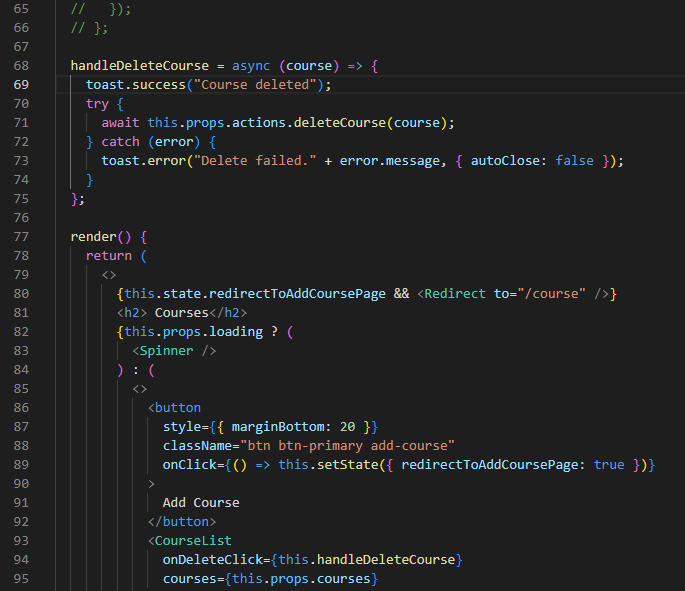 65 //   });
66 // };
67
68 handleDeleteCourse = async (course) => {
69   toast.success("Course deleted");
70   try {
71     await this.props.actions.deleteCourse(course);
72   } catch (error) {
73     toast.error("Delete failed." + error.message, { autoClose: false });
74   }
75 };
76
77 render() {
78   return (
79     <>
80       {this.state.redirectToAddCoursePage && <Redirect to="/course" />}
81       <h2> Courses</h2>
82       {this.props.loading ? (
83         <Spinner />
84       ) : (
85         <>
86           <button
87             style={{ marginBottom: 20 }}
88             className="btn btn-primary add-course"
89             onClick={() => this.setState({ redirectToAddCoursePage: true })}
90           >
91             Add Course
92           </button>
93           <CourseList
94             onDeleteClick={this.handleDeleteCourse}
95             courses={this.props.courses}